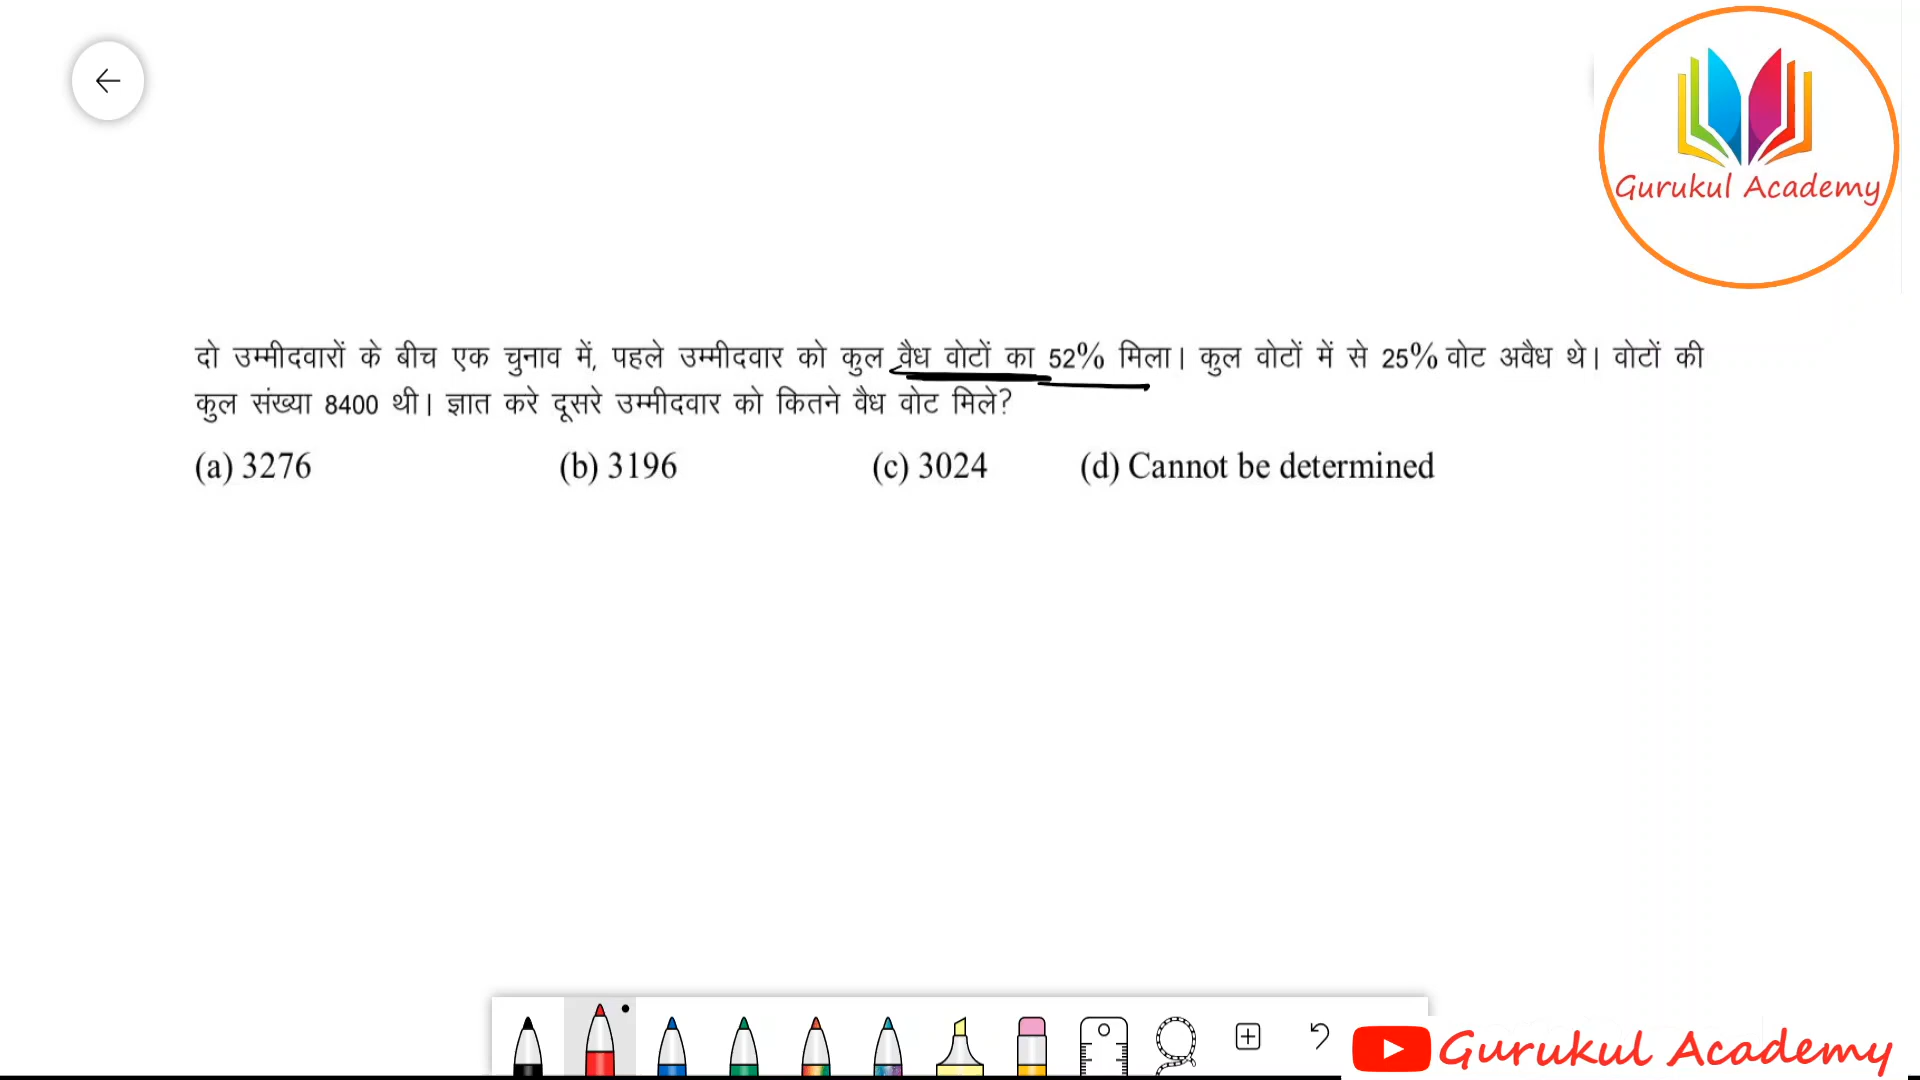 Gurukul Academy
दो उम्मीदवारों के बीच एक चुनाव में, पहले उम्मीदवार को कुल वैध वोटों का 52% मिला। कुल वोटों में से 25% वोट अवैध थे। वोटों की
कुल संख्या 8400 थी। ज्ञात करे दूसरे उम्मीदवार को कितने वैध वोट मिले?
(a) 3276 (b) 3196 (c) 3024 (d) Cannot be determined
Gurukul Academy